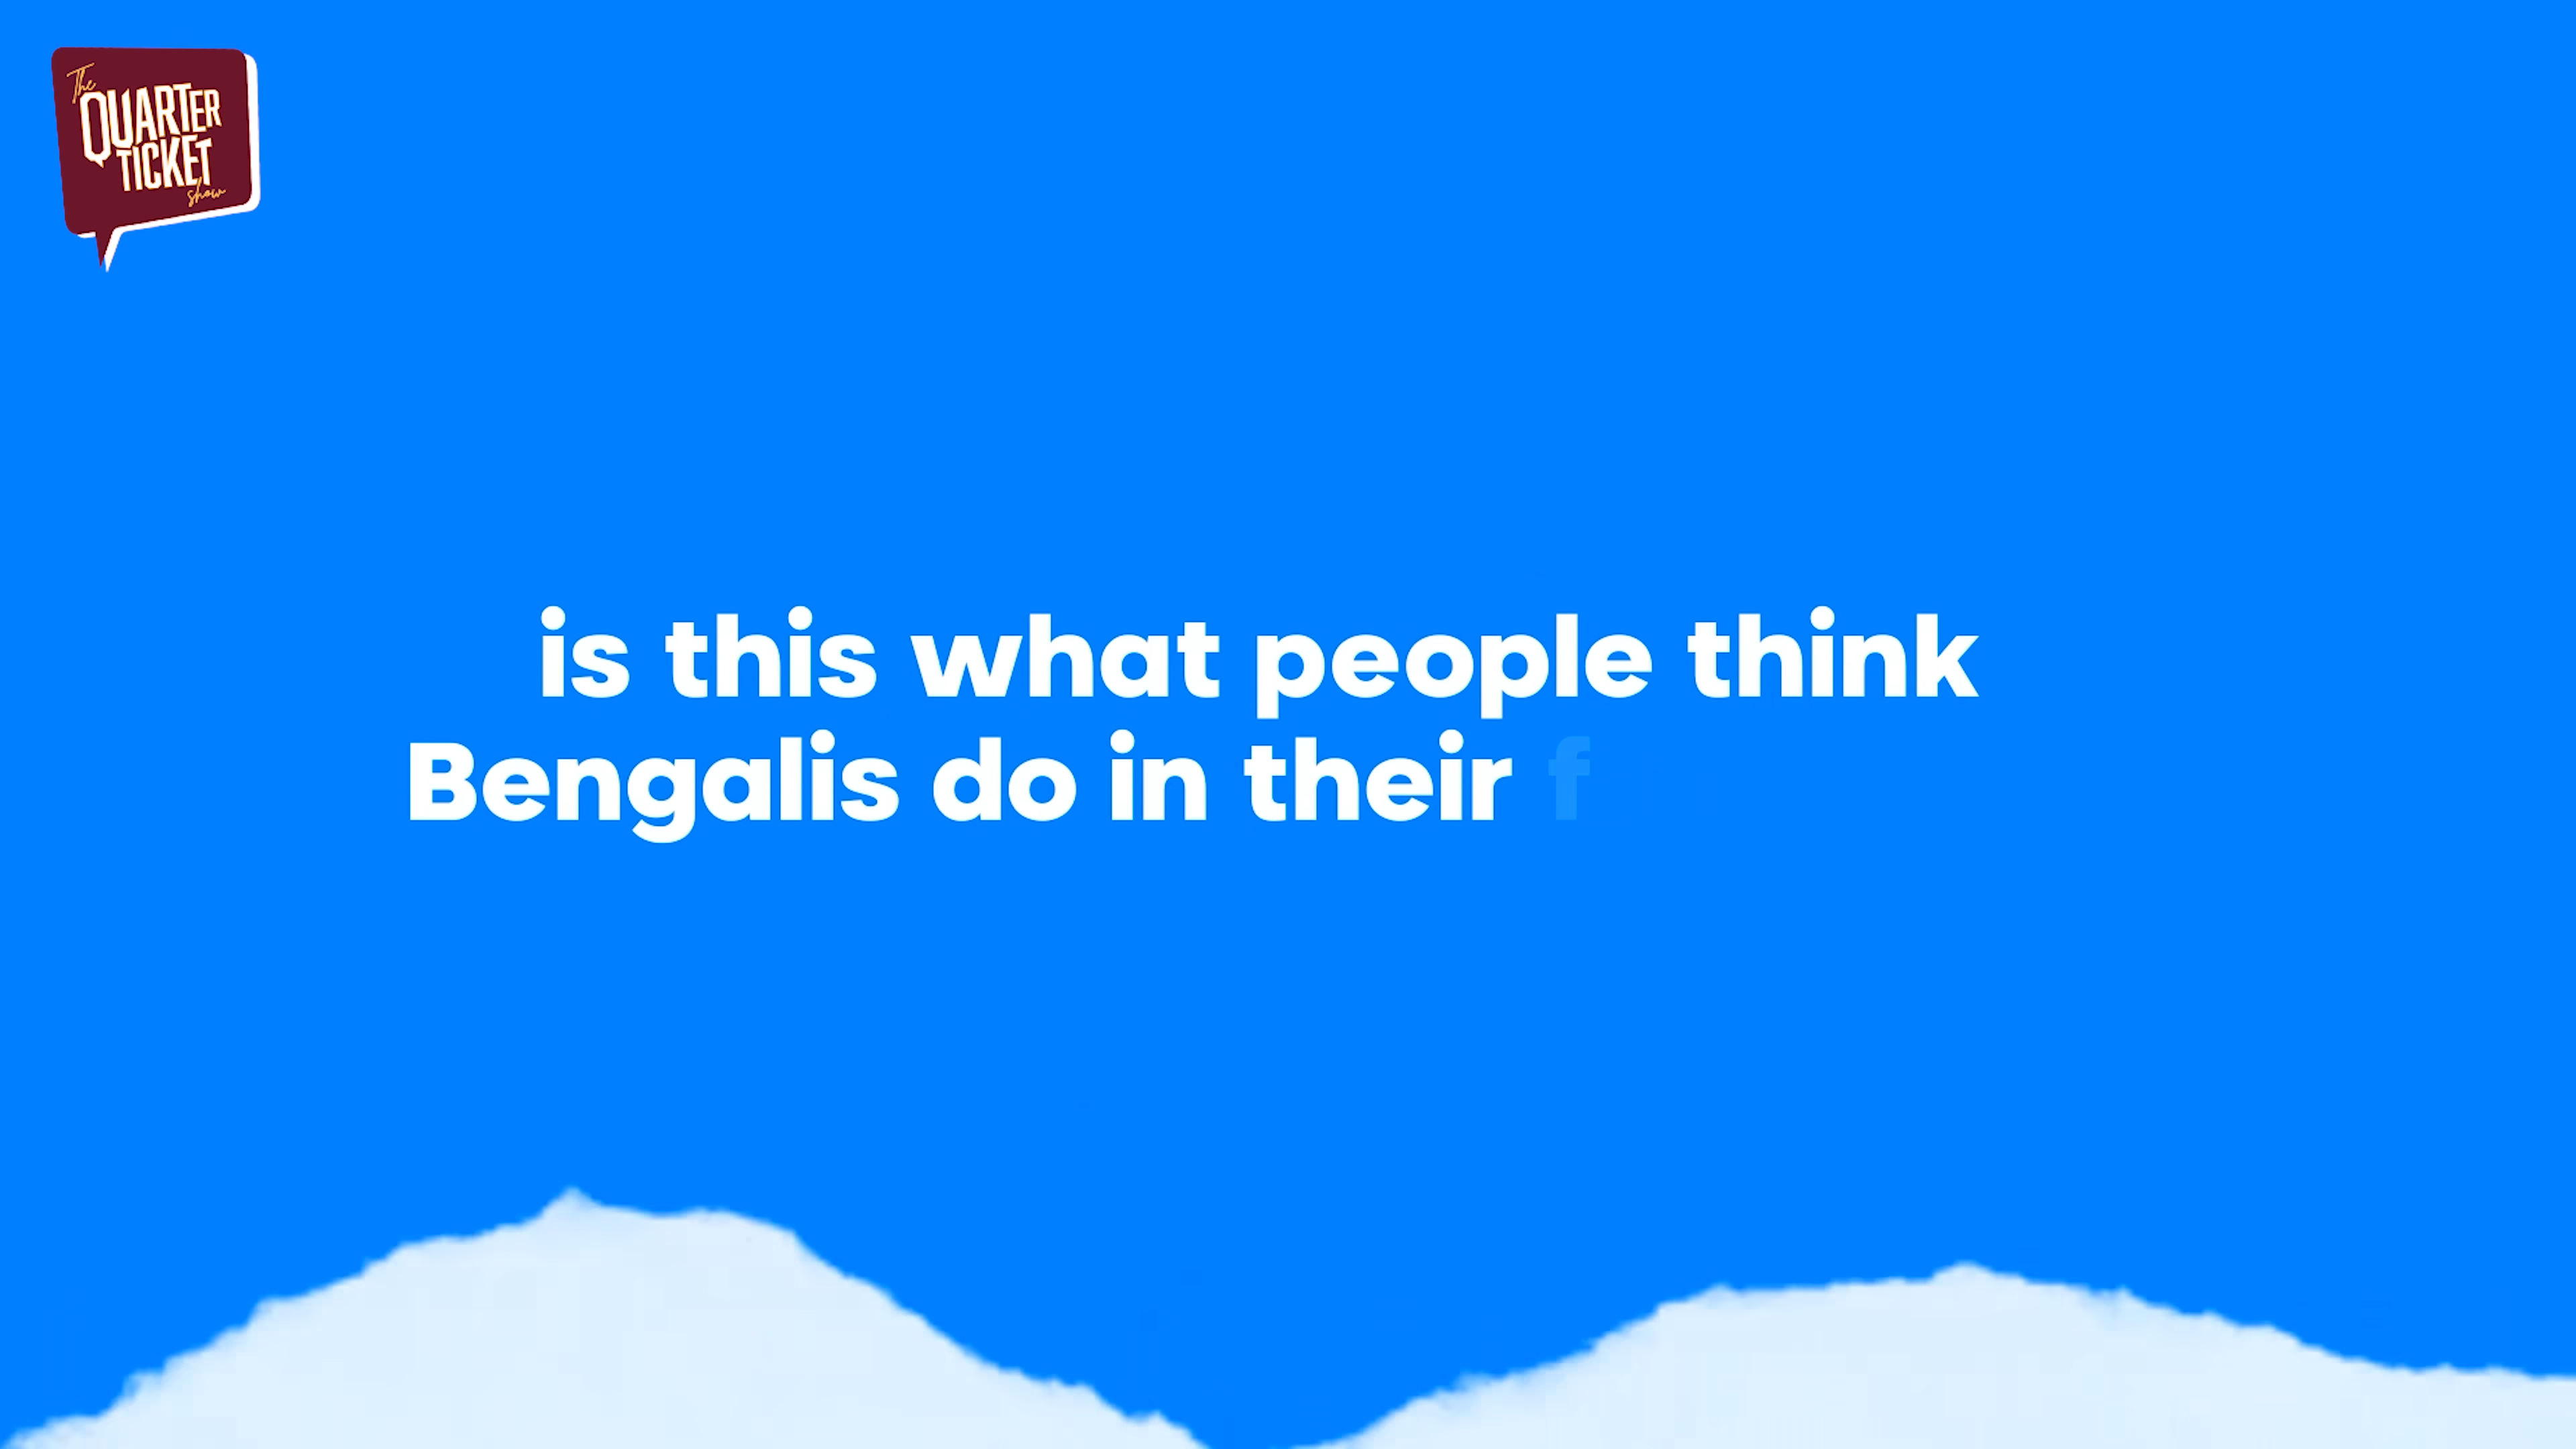 The
QUARTER
TICKET
show
is this what people think
Bengalis do in their f